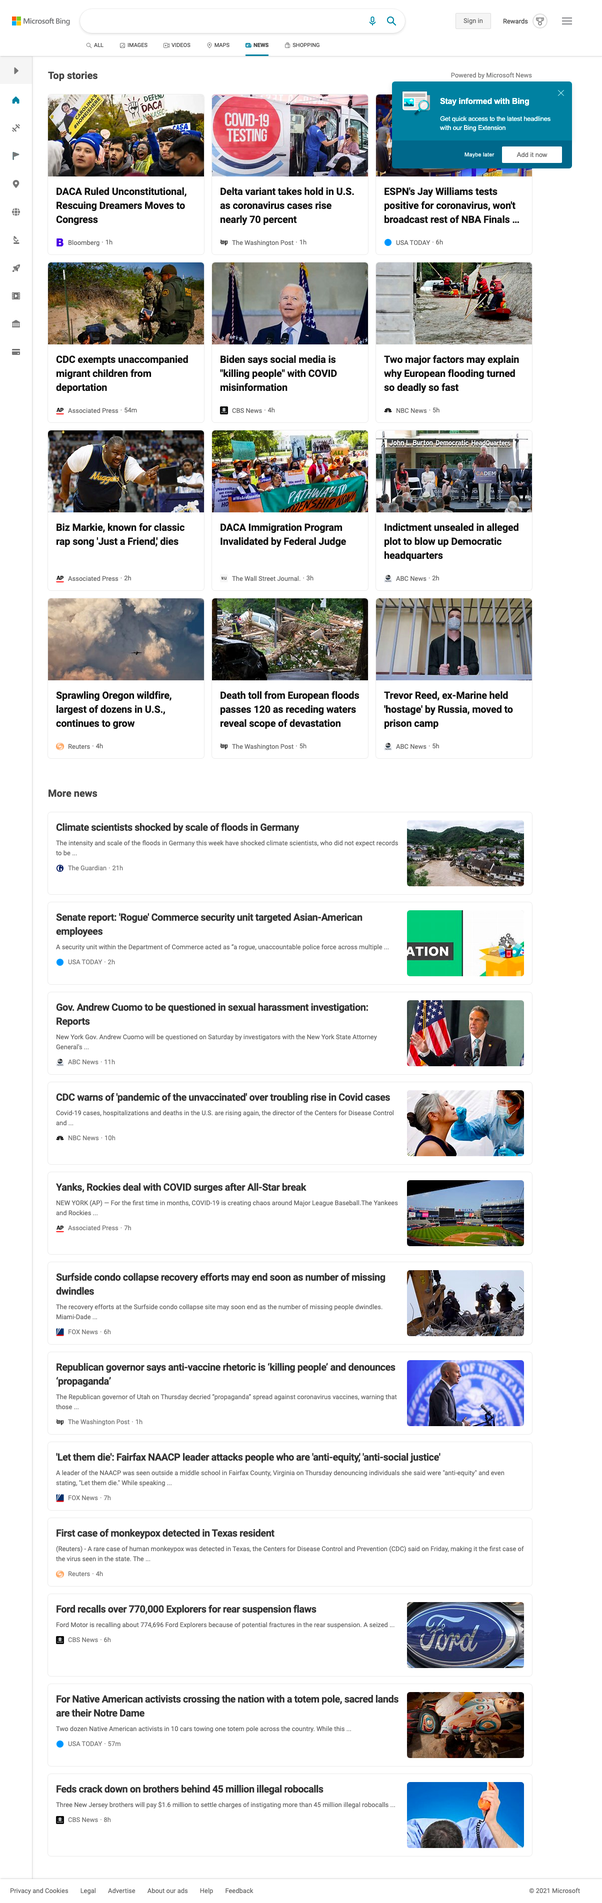 Microsoft Bing
Sign in
Rewards
ALL
IMAGES
VIDEOS
MAPS
NEWS
SHOPPING
Top stories
Powered by Microsoft News
Stay informed with Bing
Get quick access to the latest headlines
with our Bing Extension
Maybe later
Add it now
DEFEND
DACA
COVID-19
TESTING
DACA Ruled Unconstitutional,
Rescuing Dreamers Moves to
Congress
Bloomberg · 1h
Delta variant takes hold in U.S.
as coronavirus cases rise
nearly 70 percent
The Washington Post · 1h
ESPN's Jay Williams tests
positive for coronavirus, won't
broadcast rest of NBA Finals ...
USA TODAY · 6h
CDC exempts unaccompanied
migrant children from
deportation
Associated Press · 54m
Biden says social media is
"killing people" with COVID
misinformation
CBS News · 4h
Two major factors may explain
why European flooding turned
so deadly so fast
NBC News · 5h
Nuggets
PATHWAY TO
CITIZENSHIP NOW
John L. Burton Democratic Headquarters
CADEM
Biz Markie, known for classic
rap song 'Just a Friend,' dies
Associated Press · 2h
DACA Immigration Program
Invalidated by Federal Judge
The Wall Street Journal. · 3h
Indictment unsealed in alleged
plot to blow up Democratic
headquarters
ABC News · 2h
Sprawling Oregon wildfire,
largest of dozens in U.S.,
continues to grow
Reuters · 4h
Death toll from European floods
passes 120 as receding waters
reveal scope of devastation
The Washington Post · 5h
Trevor Reed, ex-Marine held
'hostage' by Russia, moved to
prison camp
ABC News · 5h
More news
Climate scientists shocked by scale of floods in Germany
The intensity and scale of the floods in Germany this week have shocked climate scientists, who did not expect records
to be ...
The Guardian · 21h
Senate report: 'Rogue' Commerce security unit targeted Asian-American
employees
A security unit within the Department of Commerce acted as "a rogue, unaccountable police force across multiple ...
USA TODAY · 2h
ATION
Gov. Andrew Cuomo to be questioned in sexual harassment investigation:
Reports
New York Gov. Andrew Cuomo will be questioned on Saturday by investigators with the New York State Attorney
General's ...
ABC News · 11h
CDC warns of 'pandemic of the unvaccinated' over troubling rise in Covid cases
Covid-19 cases, hospitalizations and deaths in the U.S. are rising again, the director of the Centers for Disease Control
and ...
NBC News · 10h
Yanks, Rockies deal with COVID surges after All-Star break
NEW YORK (AP) — For the first time in months, COVID-19 is creating chaos around Major League Baseball.The Yankees
and Rockies ...
Associated Press · 7h
Surfside condo collapse recovery efforts may end soon as number of missing
dwindles
The recovery efforts at the Surfside condo collapse site may soon end as the number of missing people dwindles.
Miami-Dade ...
FOX News · 6h
Republican governor says anti-vaccine rhetoric is ‘killing people’ and denounces
‘propaganda’
The Republican governor of Utah on Thursday decried “propaganda” spread against coronavirus vaccines, warning that
those ...
The Washington Post · 1h
OF THE STA
'Let them die': Fairfax NAACP leader attacks people who are 'anti-equity,' 'anti-social justice'
A leader of the NAACP was seen outside a middle school in Fairfax County, Virginia on Thursday denouncing individuals she said were "anti-equity" and even
stating, "Let them die." While speaking ...
FOX News · 7h
First case of monkeypox detected in Texas resident
(Reuters) - A rare case of human monkeypox was detected in Texas, the Centers for Disease Control and Prevention (CDC) said on Friday, making it the first case of
the virus seen in the state. The ...
Reuters · 4h
Ford recalls over 770,000 Explorers for rear suspension flaws
Ford Motor is recalling about 774,696 Ford Explorers because of potential fractures in the rear suspension. A seized ...
CBS News · 6h
Ford
For Native American activists crossing the nation with a totem pole, sacred lands
are their Notre Dame
Two dozen Native American activists in 10 cars towing one totem pole across the country. While this ...
USA TODAY · 57m
Feds crack down on brothers behind 45 million illegal robocalls
Three New Jersey brothers will pay $1.6 million to settle charges of instigating more than 45 million illegal robocalls ...
CBS News · 8h
Privacy and Cookies
Legal
Advertise
About our ads
Help
Feedback
© 2021 Microsoft